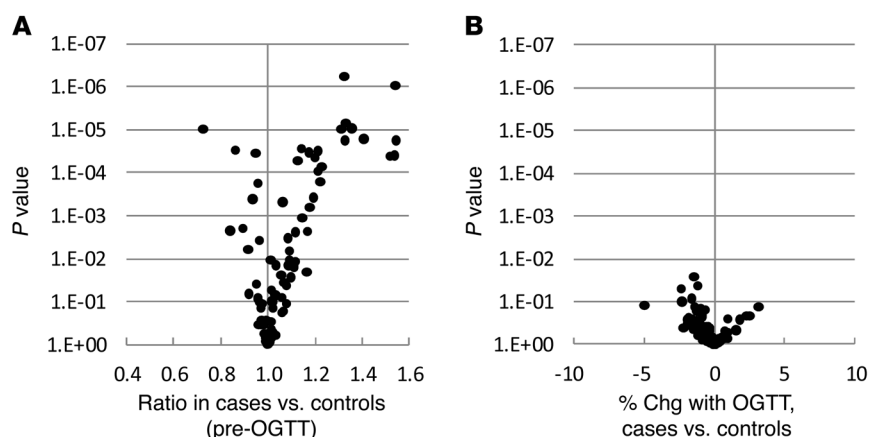 A
B
1.E-07
1.E-06
1.E-05
1.E-04
1.E-03
1.E-02
1.E-01
1.E+00
P value
0.4 0.6 0.8 1.0 1.2 1.4 1.6
Ratio in cases vs. controls
(pre-OGTT)
1.E-07
1.E-06
1.E-05
1.E-04
1.E-03
1.E-02
1.E-01
1.E+00
P value
-10 -5 0 5 10
% Chg with OGTT,
cases vs. controls